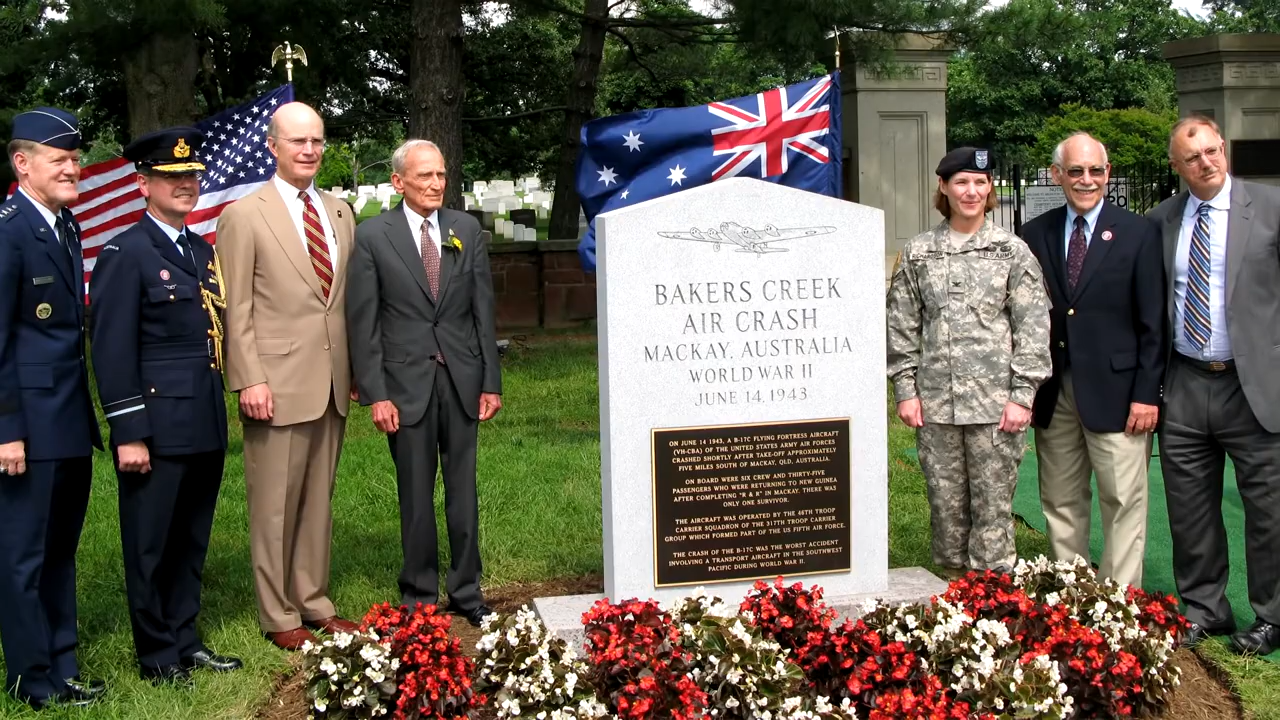 BAKERS CREEK
AIR CRASH
MACKAY, AUSTRALIA
WORLD WAR II
JUNE 14, 1943
ON JUNE 14 1943, A B-17C FLYING FORTRESS AIRCRAFT
(VH-CBA) OF THE UNITED STATES ARMY AIR FORCES
CRASHED SHORTLY AFTER TAKE-OFF APPROXIMATELY
FIVE MILES SOUTH OF MACKAY, QLD, AUSTRALIA.
ON BOARD WERE SIX CREW AND THIRTY-FIVE
PASSENGERS WHO WERE RETURNING TO NEW GUINEA
AFTER COMPLETING "R & R" IN MACKAY. THERE WAS
ONLY ONE SURVIVOR.
THE AIRCRAFT WAS OPERATED BY THE 46TH TROOP
CARRIER SQUADRON OF THE 317TH TROOP CARRIER
GROUP WHICH FORMED PART OF THE US FIFTH AIR FORCE.
THE CRASH OF THE B-17C WAS THE WORST ACCIDENT
INVOLVING A TRANSPORT AIRCRAFT IN THE SOUTHWEST
PACIFIC DURING WORLD WAR II.
U.S. ARMY